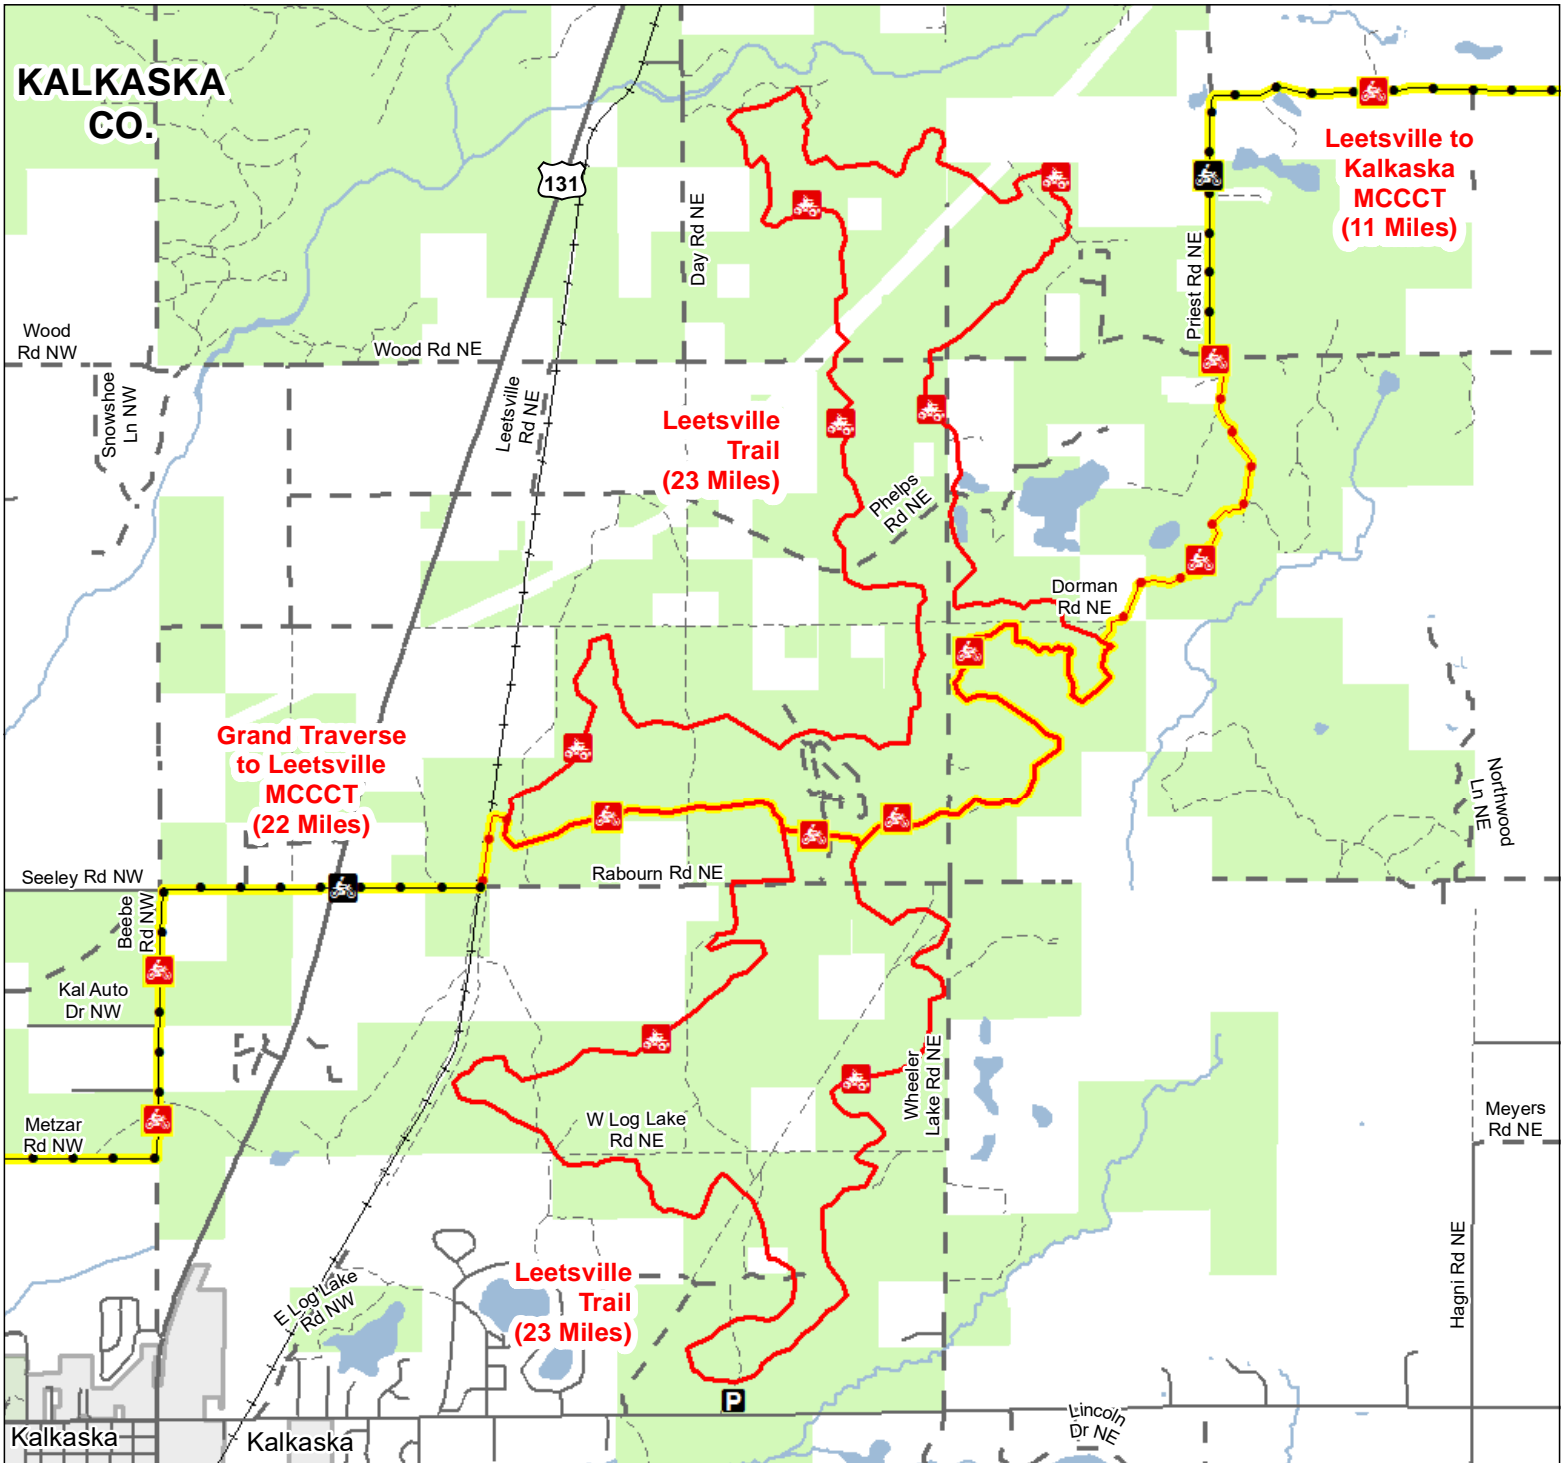 KALKASKA
CO.
131
Day Rd NE
Priest Rd NE
Leetsville to
Kalkaska
MCCCT
(11 Miles)
Wood
Rd NW
Wood Rd NE
Snowshoe
Ln NW
Leetsville
Rd NE
Leetsville
Trail
(23 Miles)
Phelps
Rd NE
Dorman
Rd NE
Grand Traverse
to Leetsville
MCCCT
(22 Miles)
Northwood
Ln NE
Seeley Rd NW
Rabourn Rd NE
Beebe
Rd NW
Kal Auto
Dr NW
Metzar
Rd NW
W Log Lake
Rd NE
Wheeler
Lake Rd NE
Meyers
Rd NE
Hagni Rd NE
E Log Lake
Rd NW
Leetsville
Trail
(23 Miles)
P
Lincoln
Dr NE
Kalkaska
Kalkaska